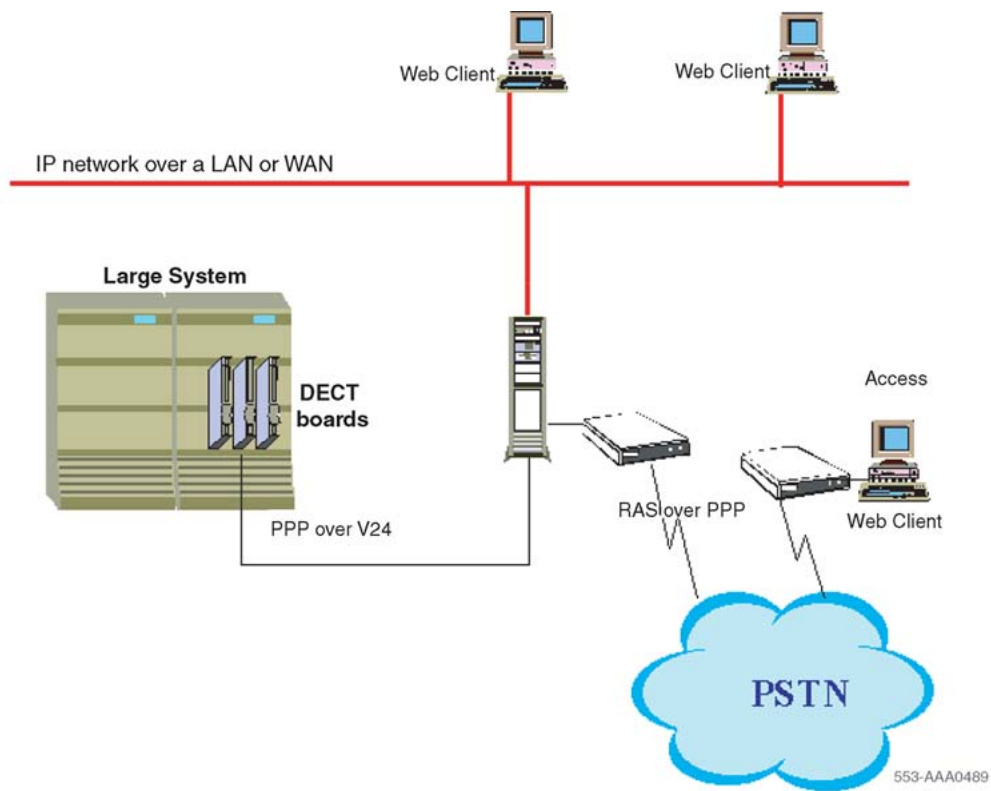 Web Client
Web Client
IP network over a LAN or WAN
Large System
DECT
boards
Access
PPP over V24
RAS over PPP
Web Client
PSTN
553-AAA0489